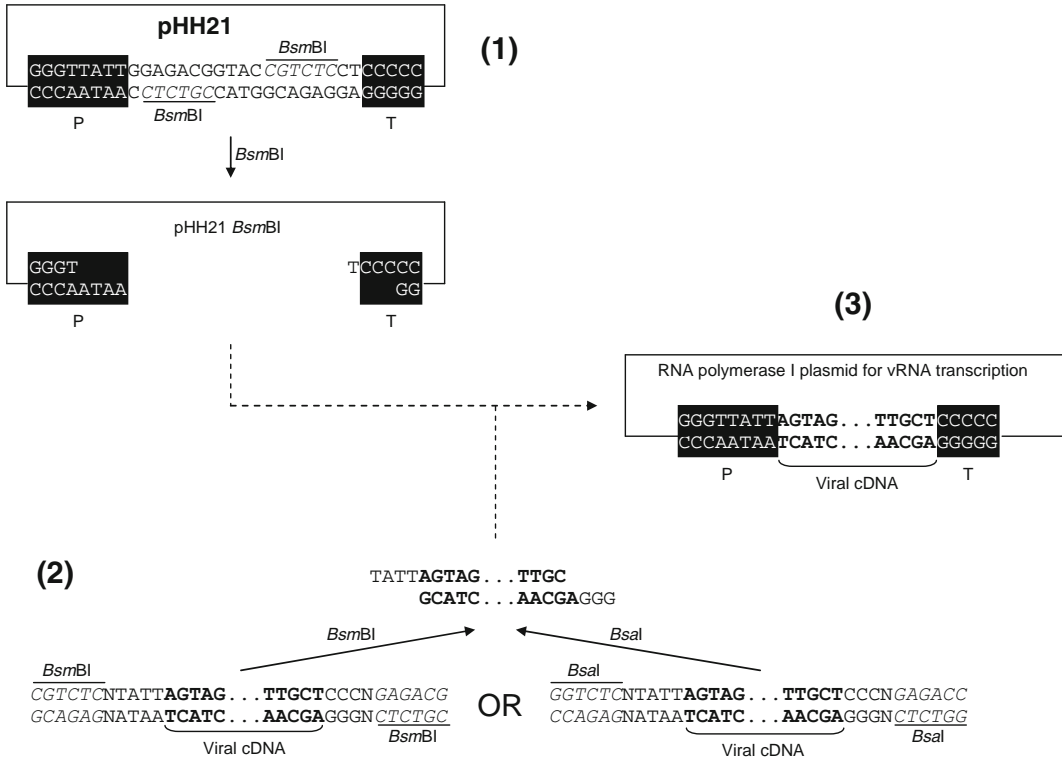 pHH21
(1)
BsmBI
GGGTTATTGGAGACGGTACCCGTCTCCCTCCCCCC
CCCAATAACCTCTGCCATGGCAGAGGAGGGGG
BsmBI
P
T
BsmBI
pHH21 BsmBI
GGGT
TCCCCC
CCCAATAA
GG
P
T
(3)
RNA polymerase I plasmid for vRNA transcription
GGGTTATTAGTAG...TTGCTCCCCC
CCCAATAATCATC...AACGAGGGGG
P
T
Viral cDNA
(2)
TATTAGTAG...TTGC
GCATC...AACGAGGG
BsmBI
BsaI
BsmBI
CGTCTCNTATTAGTAG...TTGCTCCCNGAGACG
GCAGAGNATAATCATC...AACGAGGGNCTCTGC
BsmBI
Viral cDNA
OR
BsaI
GGTCTCNTATTAGTAG...TTGCTCCCNGAGACC
CCAGAGNATAATCATC...AACGAGGGNCTCTGG
BsaI
Viral cDNA